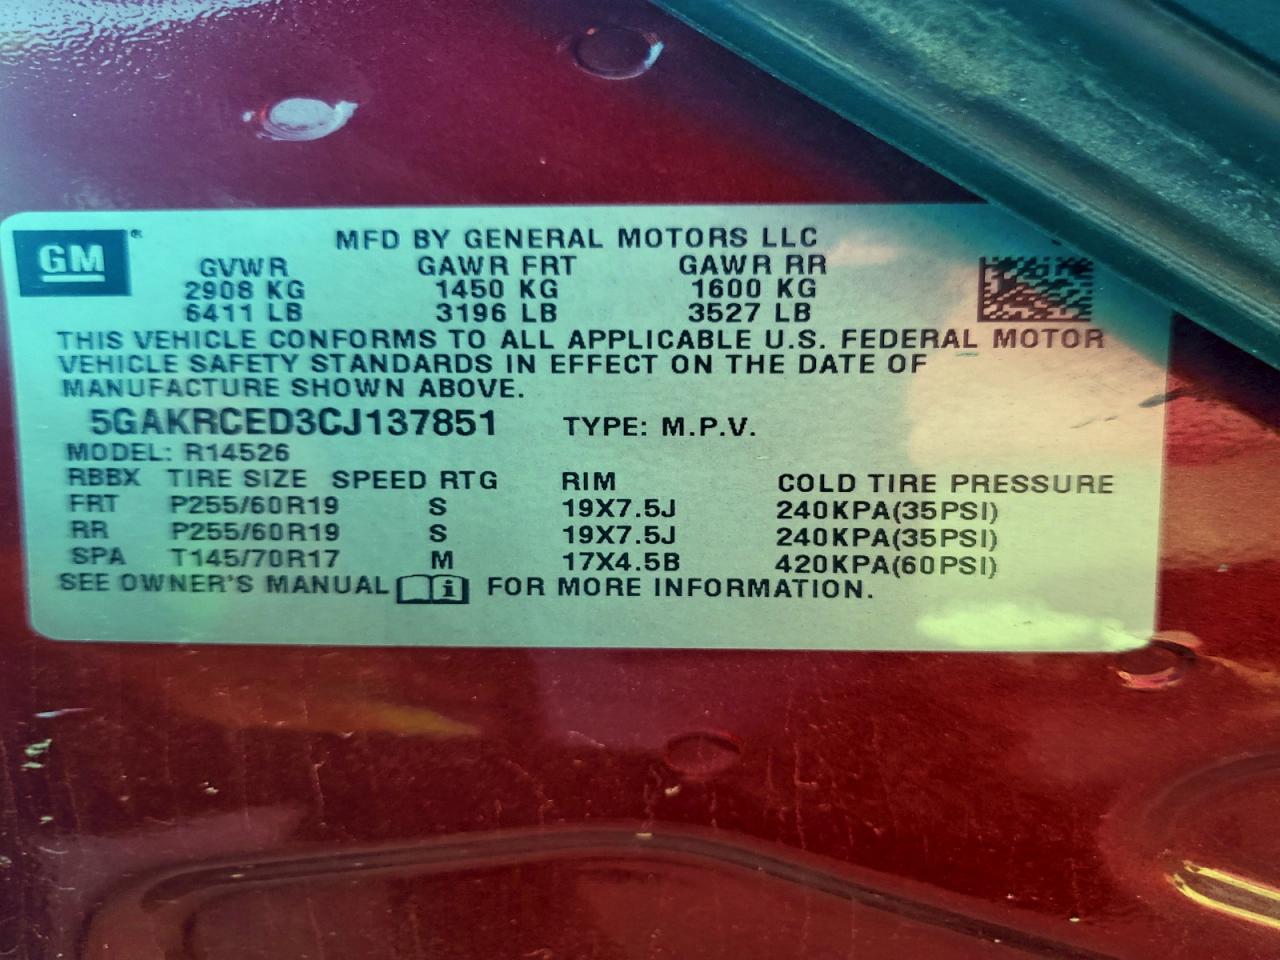 GM®
MFD BY GENERAL MOTORS LLC
GVWR GAWR FRT GAWR RR
2908 KG 1450 KG 1600 KG
6411 LB 3196 LB 3527 LB
THIS VEHICLE CONFORMS TO ALL APPLICABLE U.S. FEDERAL MOTOR
VEHICLE SAFETY STANDARDS IN EFFECT ON THE DATE OF
MANUFACTURE SHOWN ABOVE.
5GAKRCED3CJ137851 TYPE: M.P.V.
MODEL: R14526
RBBX TIRE SIZE SPEED RTG RIM COLD TIRE PRESSURE
FRT P255/60R19 S 19X7.5J 240KPA(35PSI)
RR P255/60R19 S 19X7.5J 240KPA(35PSI)
SPA T145/70R17 M 17X4.5B 420KPA(60PSI)
SEE OWNER'S MANUAL i FOR MORE INFORMATION.